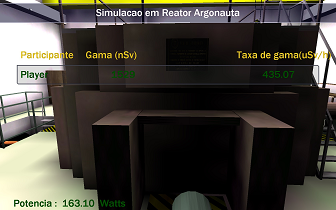 Simulacao em Reator Argonauta
Participante Gama (nSv) Taxa de gama(uSv/h
Player 435.07
Potencia : 163.10 Watts